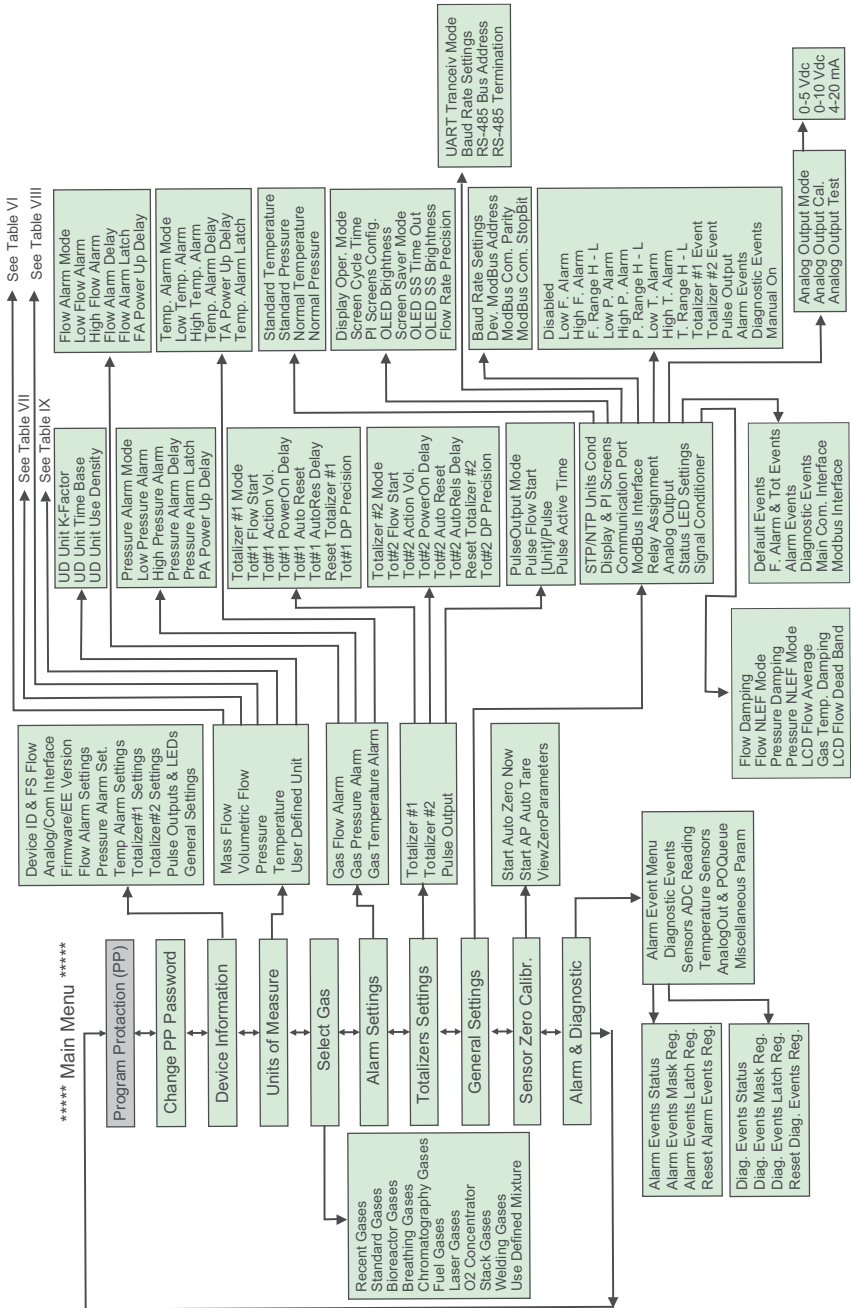 ***** Main Menu *****
Program Protaction (PP)
Change PP Password
Device Information
Units of Measure
Select Gas
Alarm Settings
Totalizers Settings
General Settings
Sensor Zero Calibr.
Alarm & Diagnostic
Device ID & FS Flow
Analog/Com Interface
Firmware/EE Version
Flow Alarm Settings
Pressure Alarm Set.
Temp Alarm Settings
Totalizer#1 Settings
Totalizer#2 Settings
Pulse Outputs & LEDs
General Settings
Mass Flow
Volumetric Flow
Pressure
Temperature
User Defined Unit
See Table VI
See Table VII
See Table VIII
See Table IX
UD Unit K-Factor
UD Unit Time Base
UD Unit Use Density
Recent Gases
Standard Gases
Bioreactor Gases
Breathing Gases
Chromatography Gases
Fuel Gases
Laser Gases
O2 Concentrator
Stack Gases
Welding Gases
Use Defined Mixture
Gas Flow Alarm
Gas Pressure Alarm
Gas Temperature Alarm
Flow Alarm Mode
Low Flow Alarm
High Flow Alarm
Flow Alarm Delay
Flow Alarm Latch
FA Power Up Delay
Pressure Alarm Mode
Low Pressure Alarm
High Pressure Alarm
Pressure Alarm Delay
Pressure Alarm Latch
PA Power Up Delay
Temp. Alarm Mode
Low Temp. Alarm
High Temp. Alarm
Temp. Alarm Delay
TA Power Up Delay
Temp. Alarm Latch
Totalizer #1
Totalizer #2
Pulse Output
Totalizer #1 Mode
Tot#1 Flow Start
Tot#1 Action Vol.
Tot#1 PowerOn Delay
Tot#1 Auto Reset
Tot#1 AutoRes Delay
Reset Totalizer #1
Tot#1 DP Precision
Totalizer #2 Mode
Tot#2 Flow Start
Tot#2 Action Vol.
Tot#2 PowerOn Delay
Tot#2 Auto Reset
Tot#2 AutoRels Delay
Reset Totalizer #2
Tot#2 DP Precision
PulseOutput Mode
Pulse Flow Start
[Unit]/Pulse
Pulse Active Time
STP/NTP Units Cond
Display & PI Screens
Communication Port
ModBus Interface
Relay Assignment
Analog Output
Status LED Settings
Signal Conditioner
Standard Temperature
Standard Pressure
Normal Temperature
Normal Pressure
Display Oper. Mode
Screen Cycle Time
PI Screens Config.
OLED Brightness
Screen Saver Mode
OLED SS Time Out
OLED SS Brightness
Flow Rate Precision
UART Tranceiv Mode
Baud Rate Settings
RS-485 Bus Address
RS-485 Termination
Baud Rate Settings
Dev. ModBus Address
ModBus Com. Parity
ModBus Com. StopBit
Disabled
Low F. Alarm
High F. Alarm
F. Range H - L
Low P. Alarm
High P. Alarm
P. Range H - L
Low T. Alarm
High T. Alarm
T. Range H - L
Totalizer #1 Event
Totalizer #2 Event
Pulse Output
Alarm Events
Diagnostic Events
Manual On
Analog Output Mode
Analog Output Cal.
Analog Output Test
0-5 Vdc
0-10 Vdc
4-20 mA
Default Events
F. Alarm & Tot Events
Alarm Events
Diagnostic Events
Main Com. Interface
Modbus Interface
Flow Damping
Flow NLEF Mode
Pressure Damping
Pressure NLEF Mode
LCD Flow Average
Gas Temp. Damping
LCD Flow Dead Band
Start Auto Zero Now
Start AP Auto Tare
ViewZeroParameters
Alarm Event Menu
Diagnostic Events
Sensors ADC Reading
Temperature Sensors
AnalogOut & POQueue
Miscellaneous Param
Alarm Events Status
Alarm Events Mask Reg.
Alarm Events Latch Reg.
Reset Alarm Events Reg.
Diag. Events Status
Diag. Events Mask Reg.
Diag. Events Latch Reg.
Reset Diag. Events Reg.